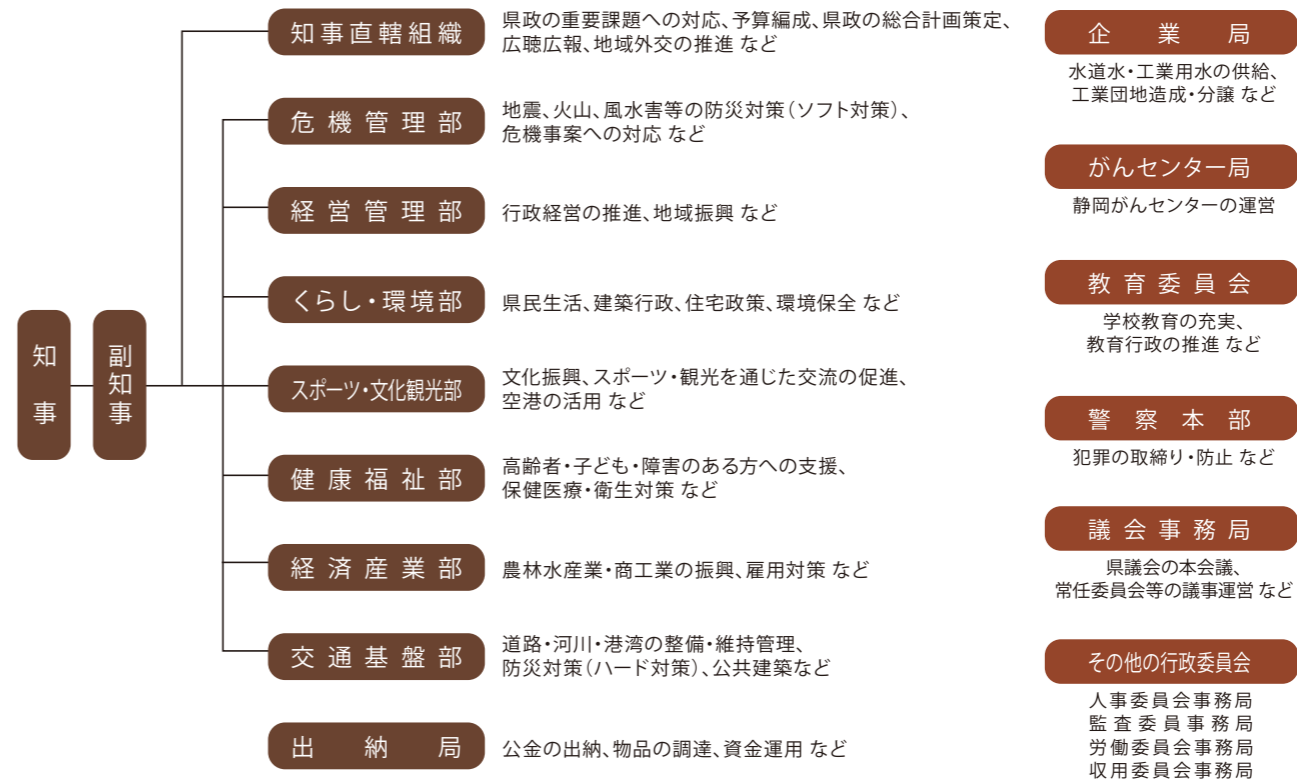 知事
副知事
知事直轄組織
県政の重要課題への対応、予算編成、県政の総合計画策定、
広聴広報、地域外交の推進 など
危機管理部
地震、火山、風水害等の防災対策(ソフト対策)、
危機事案への対応 など
経営管理部
行政経営の推進、地域振興 など
くらし・環境部
県民生活、建築行政、住宅政策、環境保全 など
スポーツ・文化観光部
文化振興、スポーツ・観光を通じた交流の促進、
空港の活用 など
健康福祉部
高齢者・子ども・障害のある方への支援、
保健医療・衛生対策 など
経済産業部
農林水産業・商工業の振興、雇用対策 など
交通基盤部
道路・河川・港湾の整備・維持管理、
防災対策(ハード対策)、公共建築など
出納局
公金の出納、物品の調達、資金運用 など
企業局
水道水・工業用水の供給、
工業団地造成・分譲 など
がんセンター局
静岡がんセンターの運営
教育委員会
学校教育の充実、
教育行政の推進 など
警察本部
犯罪の取締り・防止 など
議会事務局
県議会の本会議、
常任委員会等の議事運営 など
その他の行政委員会
人事委員会事務局
監査委員事務局
労働委員会事務局
収用委員会事務局